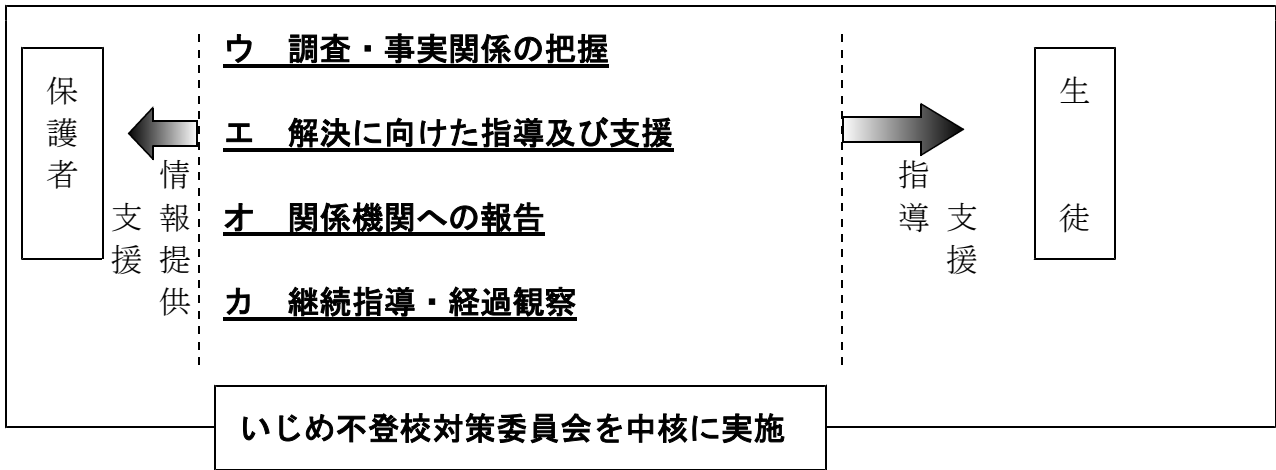 保護者
情報提供
支援
ウ 調査・事実関係の把握
エ 解決に向けた指導及び支援
オ 関係機関への報告
カ 継続指導・経過観察
支援
指導
生徒
いじめ不登校対策委員会を中核に実施